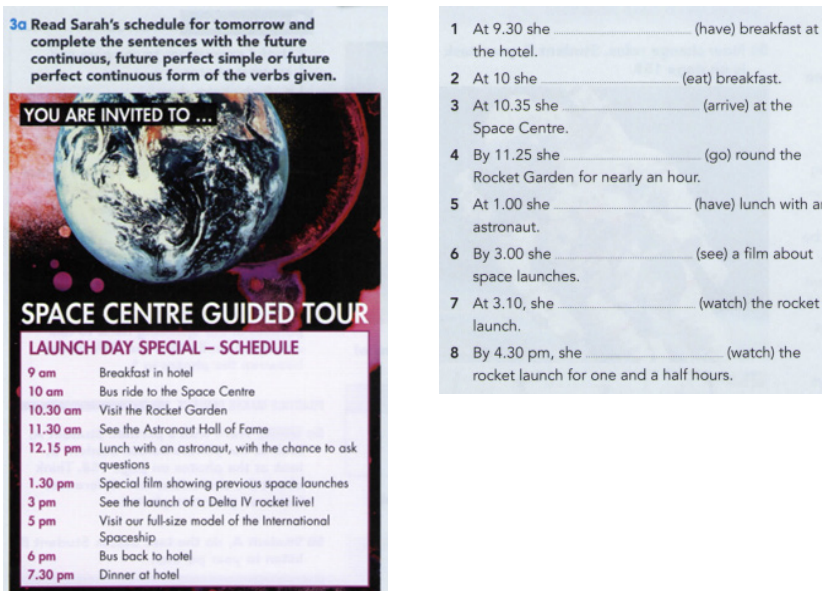 3a Read Sarah's schedule for tomorrow and
complete the sentences with the future
continuous, future perfect simple or future
perfect continuous form of the verbs given.
YOU ARE INVITED TO ...
SPACE CENTRE GUIDED TOUR
LAUNCH DAY SPECIAL – SCHEDULE
9 am Breakfast in hotel
10 am Bus ride to the Space Centre
10.30 am Visit the Rocket Garden
11.30 am See the Astronaut Hall of Fame
12.15 pm Lunch with an astronaut, with the chance to ask
questions
1.30 pm Special film showing previous space launches
3 pm See the launch of a Delta IV rocket live!
5 pm Visit our full-size model of the International
Spaceship
6 pm Bus back to hotel
7.30 pm Dinner at hotel
1 At 9.30 she ............................ (have) breakfast at
the hotel.
2 At 10 she ............................ (eat) breakfast.
3 At 10.35 she ............................ (arrive) at the
Space Centre.
4 By 11.25 she ............................ (go) round the
Rocket Garden for nearly an hour.
5 At 1.00 she ............................ (have) lunch with an
astronaut.
6 By 3.00 she ............................ (see) a film about
space launches.
7 At 3.10, she ............................ (watch) the rocket
launch.
8 By 4.30 pm, she ............................ (watch) the
rocket launch for one and a half hours.